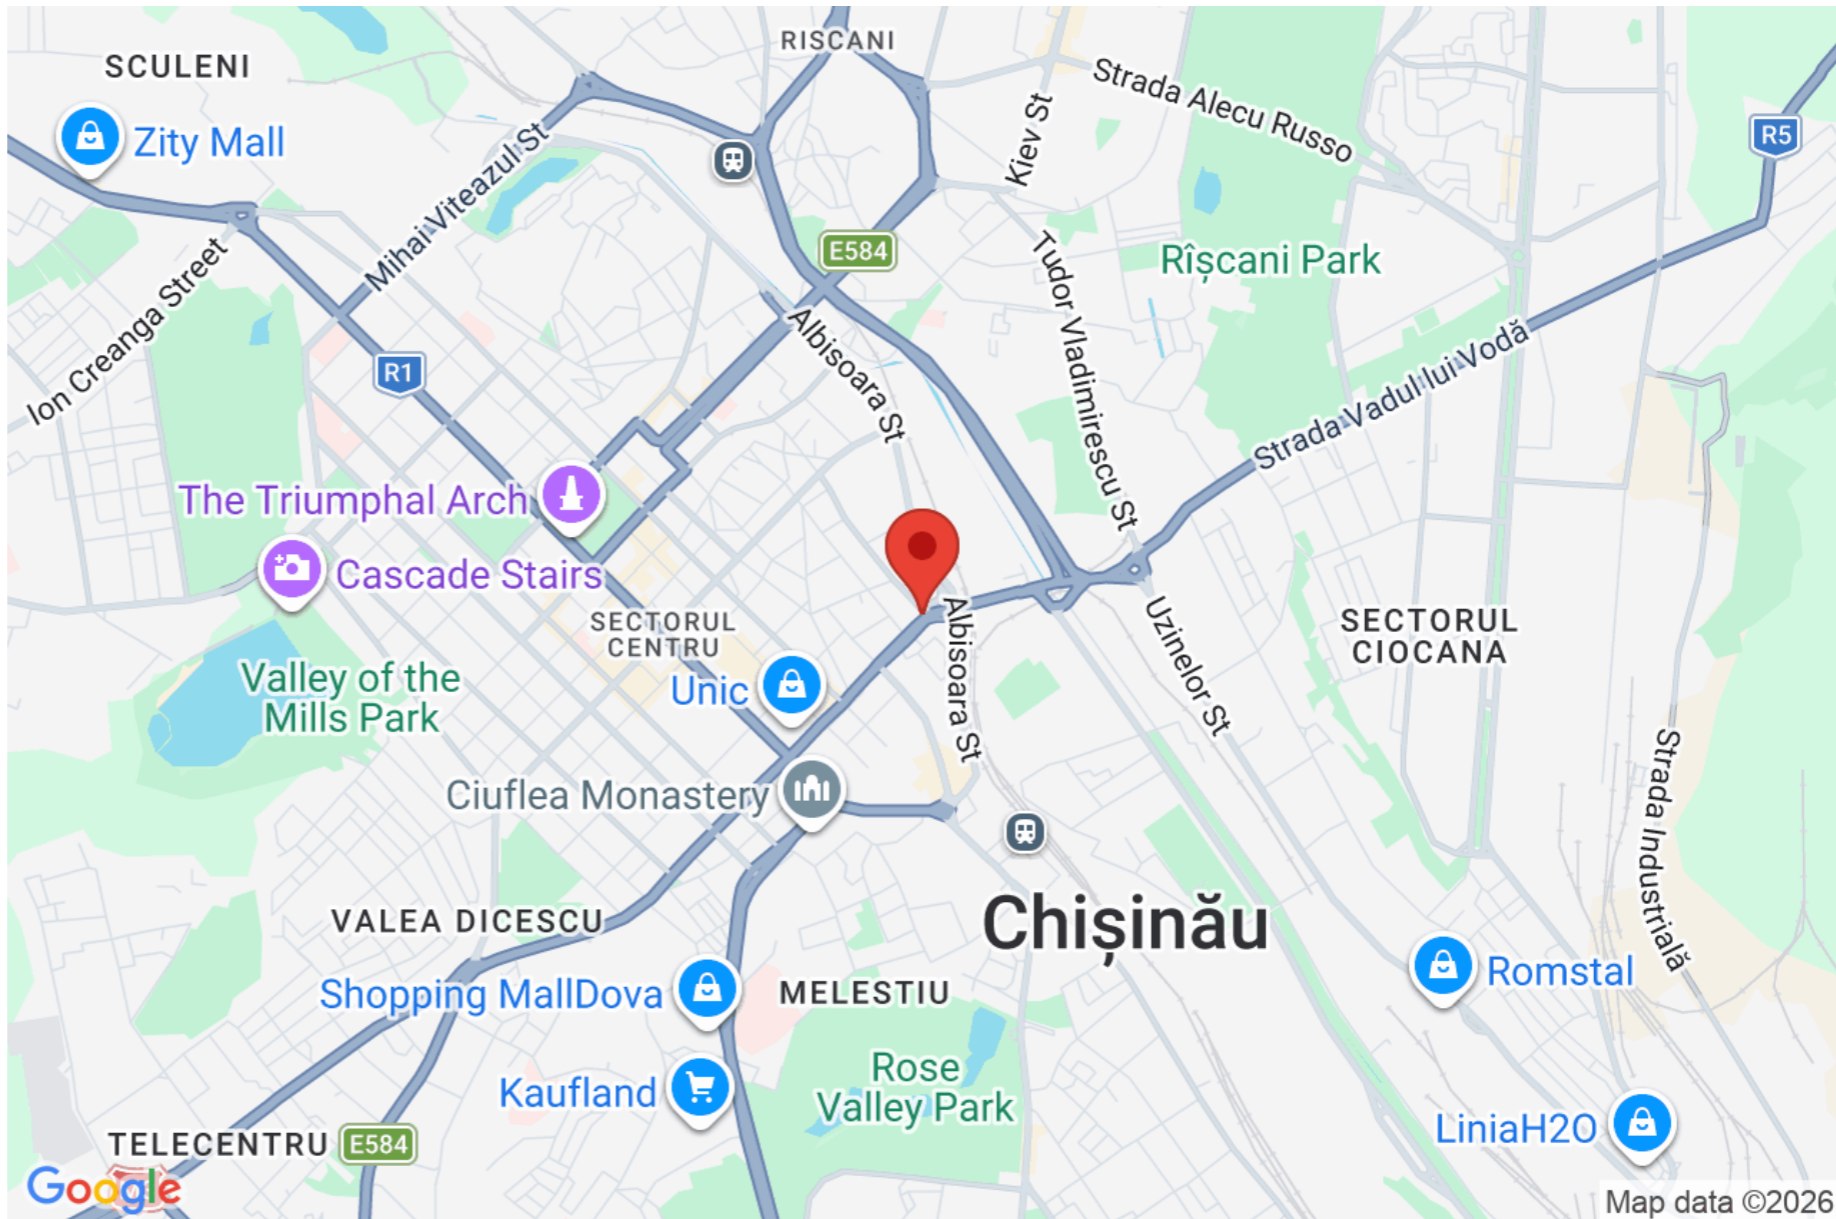 RISCANI
SCULENI
Strada Alecu Russo
Kiev St
R5
Zity Mall
Mihai Viteazul St
E584
Rîșcani Park
Tudor Vladimirescu St
Ion Creanga Street
Albisoara St
R1
Strada Vadul lui Vodă
The Triumphal Arch
Cascade Stairs
SECTORUL
CENTRU
Albisoara St
Uzinelor St
SECTORUL
CIOCANA
Valley of the
Mills Park
Unic
Ciuflea Monastery
Strada Industrială
VALEA DICESCU
Chișinău
Shopping MallDova
MELESTIU
Romstal
Rose
Valley Park
Kaufland
LiniaH2O
TELECENTRU
E584
Google
Map data ©2026